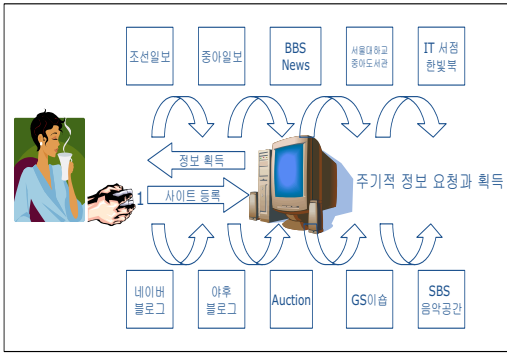 조선일보
중아일보
BBS
News
서울대하교
중아도서관
IT 서점
한빛북
정보 획득
1 사이트 등록
주기적 정보 요청과 획득
네이버
블로그
야후
블로그
Auction
GS이숍
SBS
음악공간